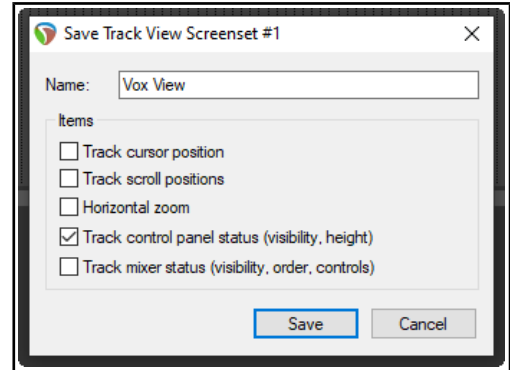 Save Track View Screenset #1
Name: Vox View
Items
Track cursor position
Track scroll positions
Horizontal zoom
Track control panel status (visibility, height)
Track mixer status (visibility, order, controls)
Save Cancel